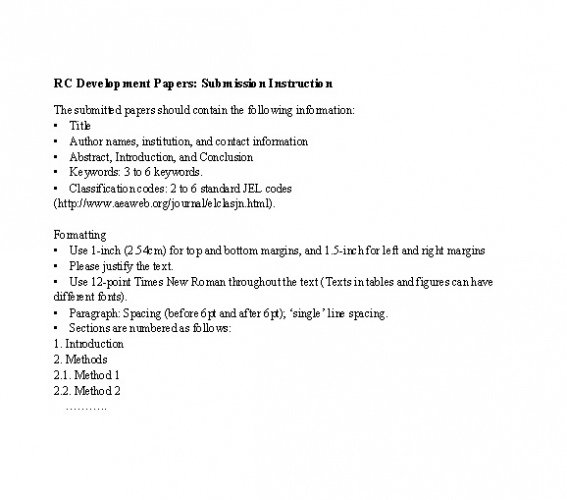 RC Development Papers: Submission Instruction
The submitted papers should contain the following information:
• Title
• Author names, institution, and contact information
• Abstract, Introduction, and Conclusion
• Keywords: 3 to 6 keywords.
• Classification codes: 2 to 6 standard JEL codes
(http://www.aeaweb.org/journal/elclasjn.html).
Formatting
• Use 1-inch (2.54cm) for top and bottom margins, and 1.5-inch for left and right margins
• Please justify the text.
• Use 12-point Times New Roman throughout the text (Texts in tables and figures can have
different fonts).
• Paragraph: Spacing (before 6pt and after 6pt); ‘single’ line spacing.
• Sections are numbered as follows:
1. Introduction
2. Methods
2.1. Method 1
2.2. Method 2
………..